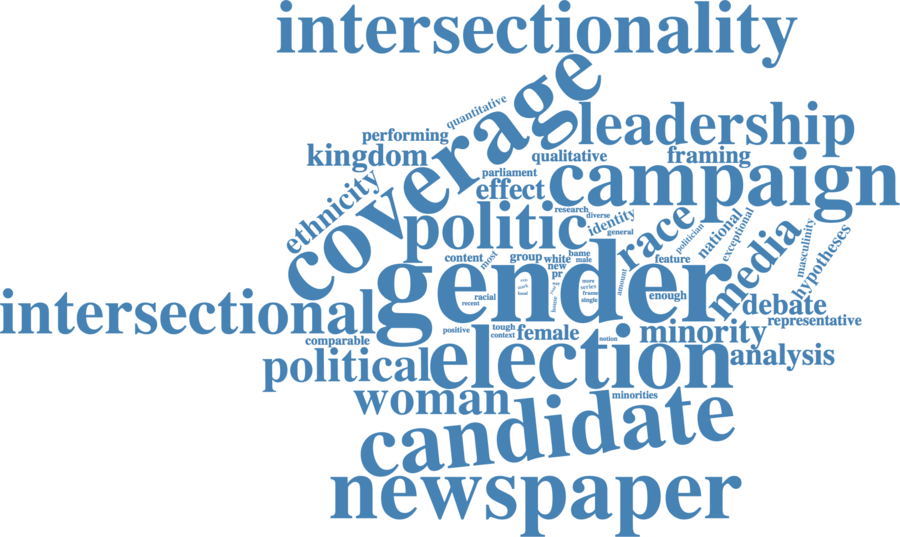 intersectionality
coverage
quantitative
leadership
performing
kingdom
qualitative
framing
parliament
effect
campaign
ethnicity
politic
research
diverse
identity
general
race
politician
national
exceptional
media
masculinity
hypotheses
content
most
group
white
bame
male
new
pr
feature
gender
amount
more
series
frame
single
enough
house
local
racial
recent
intersectional
debate
representative
positive
tough
context
female
notion
minority
comparable
political
election
analysis
woman
minorities
candidate
newspaper